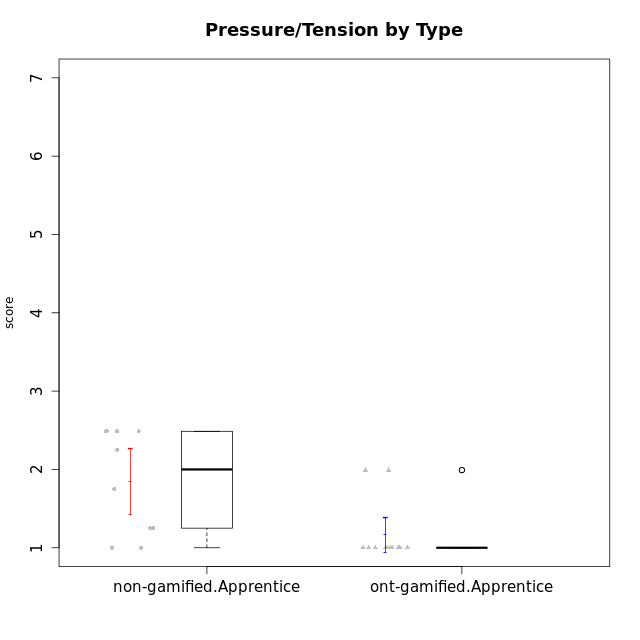 Pressure/Tension by Type
score
7
6
5
4
3
2
1
non-gamified.Apprentice
ont-gamified.Apprentice